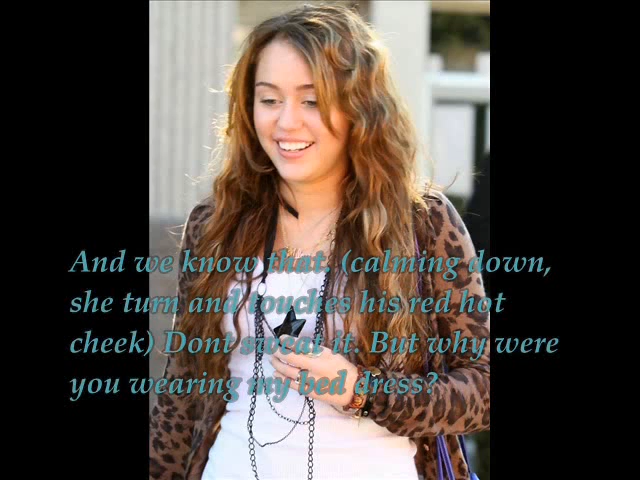 And we know that. (calming down,
she turn and touches his red hot
cheek) Dont sweat it. But why were
you wearing my bed dress?